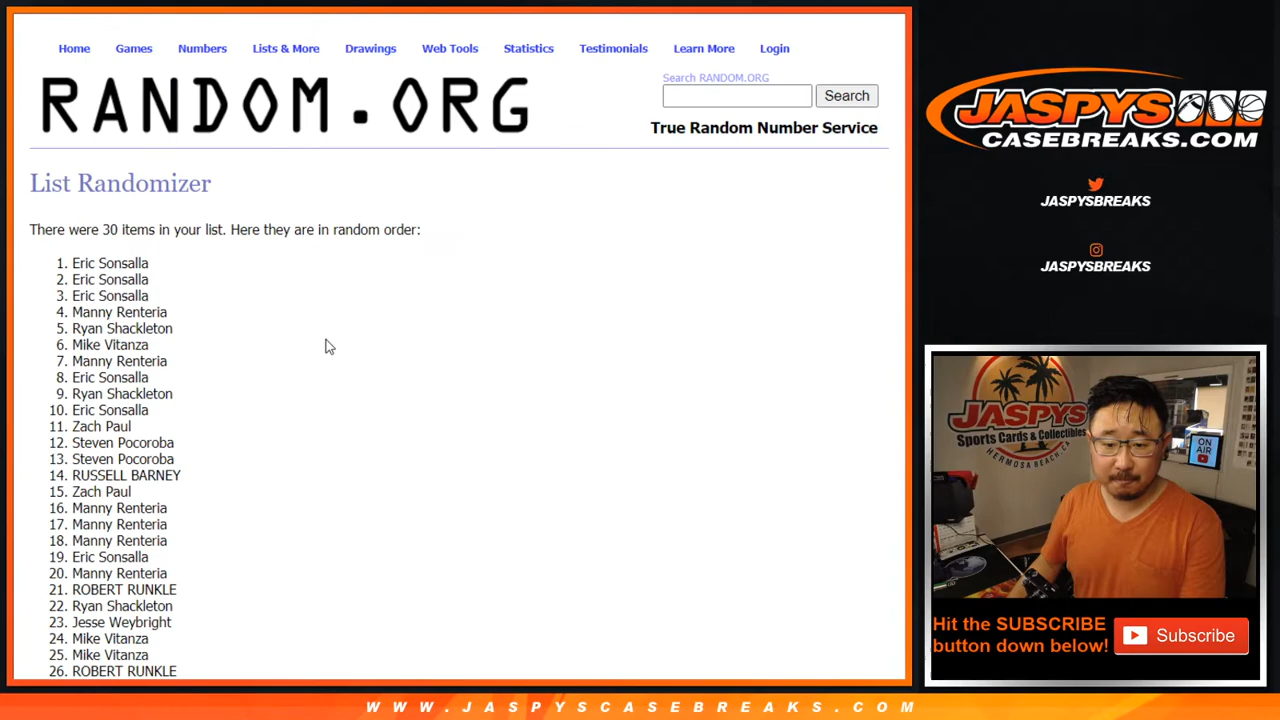 Home Games Numbers Lists & More Drawings Web Tools Statistics Testimonials Learn More Login
RANDOM.ORG
Search RANDOM.ORG
Search
True Random Number Service
List Randomizer
There were 30 items in your list. Here they are in random order:
1. Eric Sonsalla
2. Eric Sonsalla
3. Eric Sonsalla
4. Manny Renteria
5. Ryan Shackleton
6. Mike Vitanza
7. Manny Renteria
8. Eric Sonsalla
9. Ryan Shackleton
10. Eric Sonsalla
11. Zach Paul
12. Steven Pocoroba
13. Steven Pocoroba
14. RUSSELL BARNEY
15. Zach Paul
16. Manny Renteria
17. Manny Renteria
18. Manny Renteria
19. Eric Sonsalla
20. Manny Renteria
21. ROBERT RUNKLE
22. Ryan Shackleton
23. Jesse Weybright
24. Mike Vitanza
25. Mike Vitanza
26. ROBERT RUNKLE
JASPYS
CASEBREAKS.COM
JASPYSBREAKS
JASPYSBREAKS
JASPYS
Sports Cards & Collectibles
HERMOSA BEACH, CA
ON
AIR
Hit the SUBSCRIBE
button down below!
Subscribe
WWW.JASPYSCASEBREAKS.COM